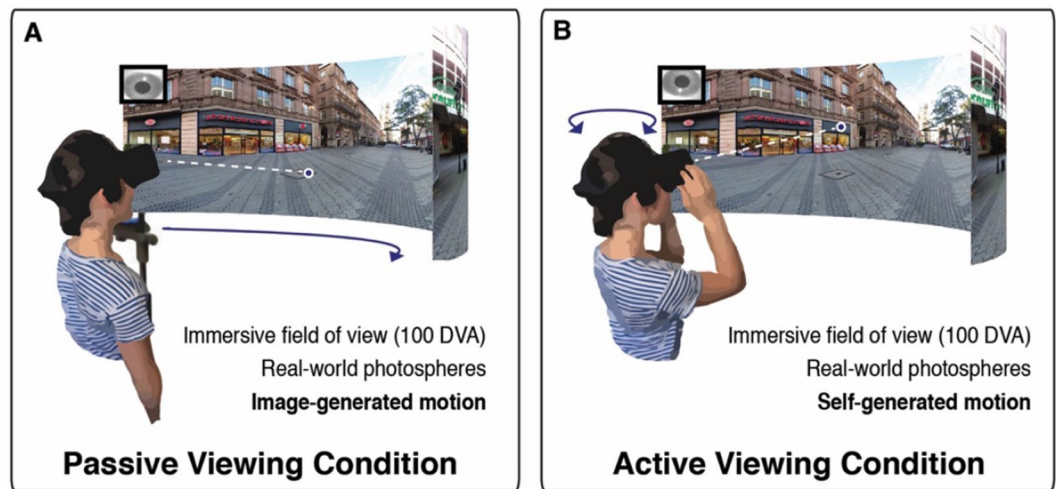 A
Immersive field of view (100 DVA)
Real-world photospheres
Image-generated motion
Passive Viewing Condition
B
Immersive field of view (100 DVA)
Real-world photospheres
Self-generated motion
Active Viewing Condition